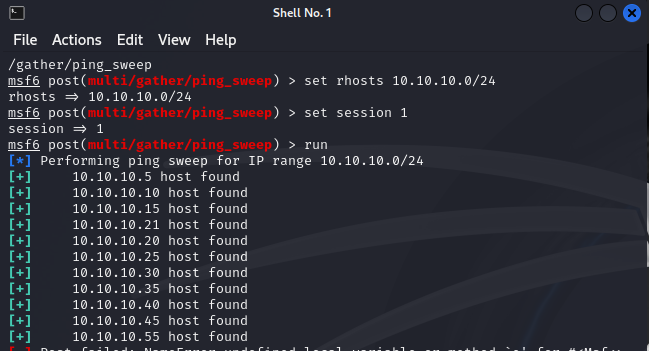 Shell No. 1
File Actions Edit View Help
/gather/ping_sweep
msf6 post(multi/gather/ping_sweep) > set rhosts 10.10.10.0/24
rhosts => 10.10.10.0/24
msf6 post(multi/gather/ping_sweep) > set session 1
session => 1
msf6 post(multi/gather/ping_sweep) > run
[*] Performing ping sweep for IP range 10.10.10.0/24
[+] 10.10.10.5 host found
[+] 10.10.10.10 host found
[+] 10.10.10.15 host found
[+] 10.10.10.21 host found
[+] 10.10.10.20 host found
[+] 10.10.10.25 host found
[+] 10.10.10.30 host found
[+] 10.10.10.35 host found
[+] 10.10.10.40 host found
[+] 10.10.10.45 host found
[+] 10.10.10.55 host found
[-] Post failed: NameError undefined local variable or method